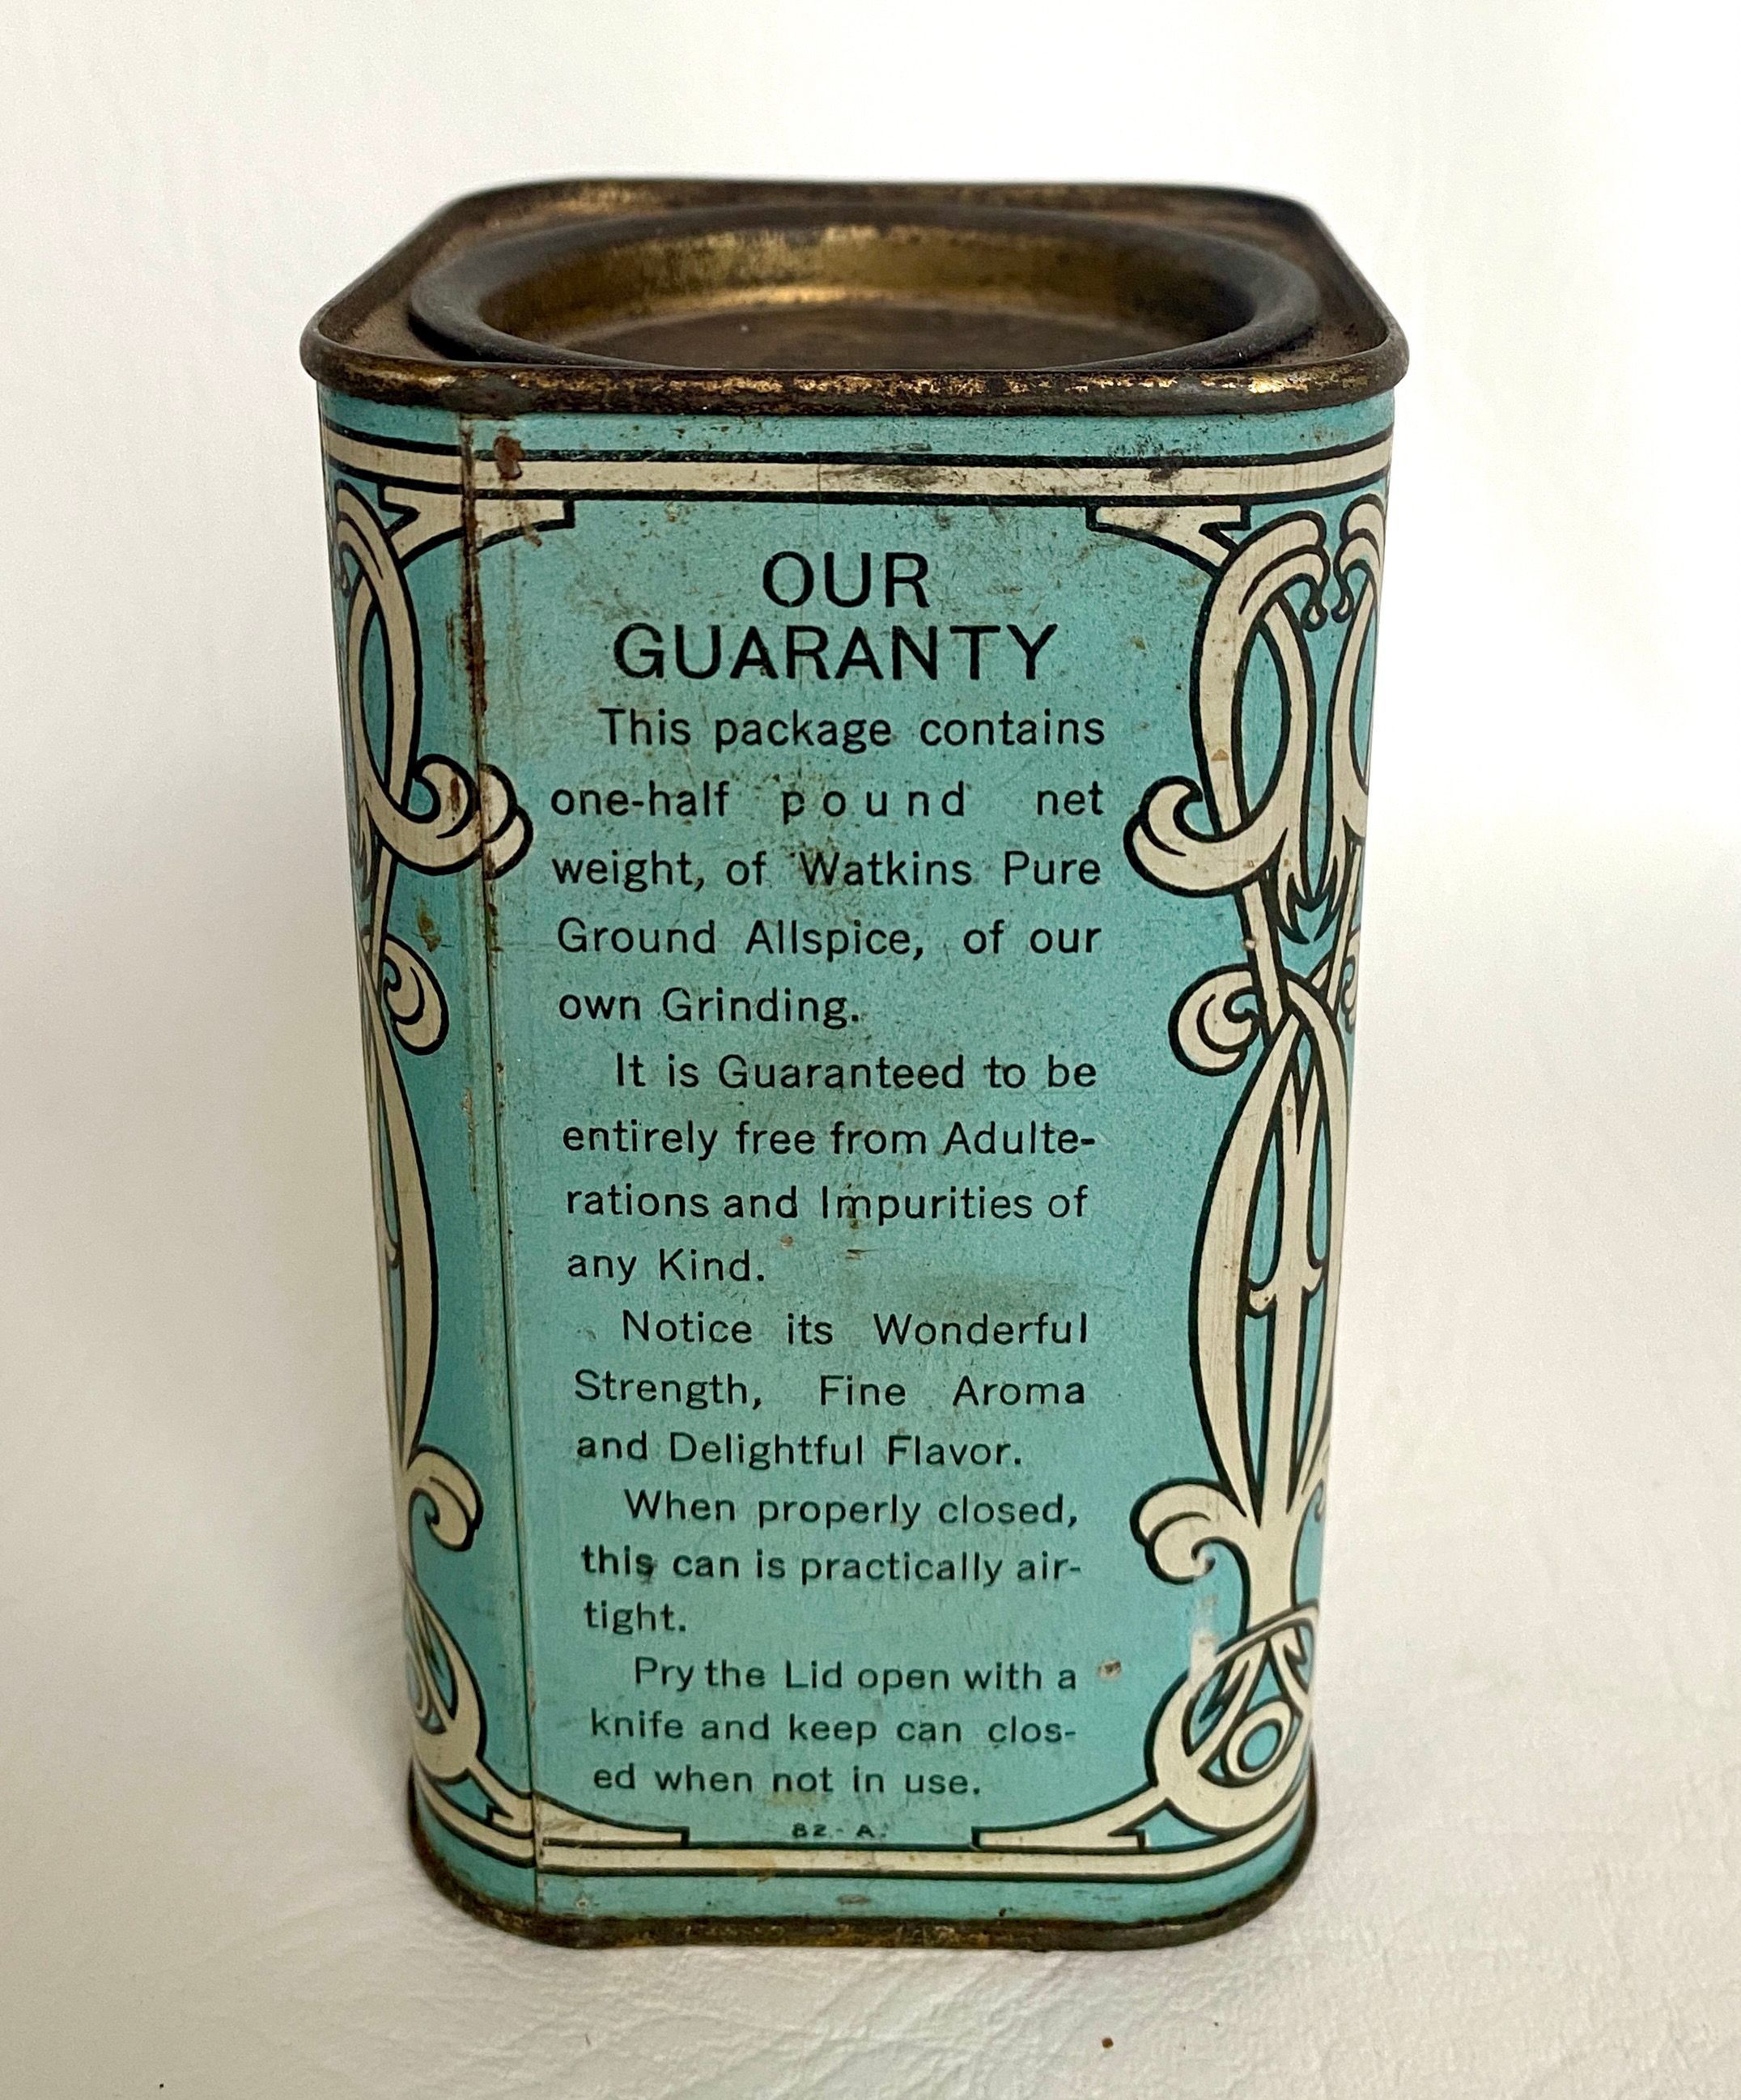 OUR
GUARANTY
This package contains
one-half pound net
weight, of Watkins Pure
Ground Allspice, of our
own Grinding.
It is Guaranteed to be
entirely free from Adulte-
rations and Impurities of
any Kind.
Notice its Wonderful
Strength, Fine Aroma
and Delightful Flavor.
When properly closed,
this can is practically air-
tight.
Pry the Lid open with a
knife and keep can clos-
ed when not in use.
82-A.